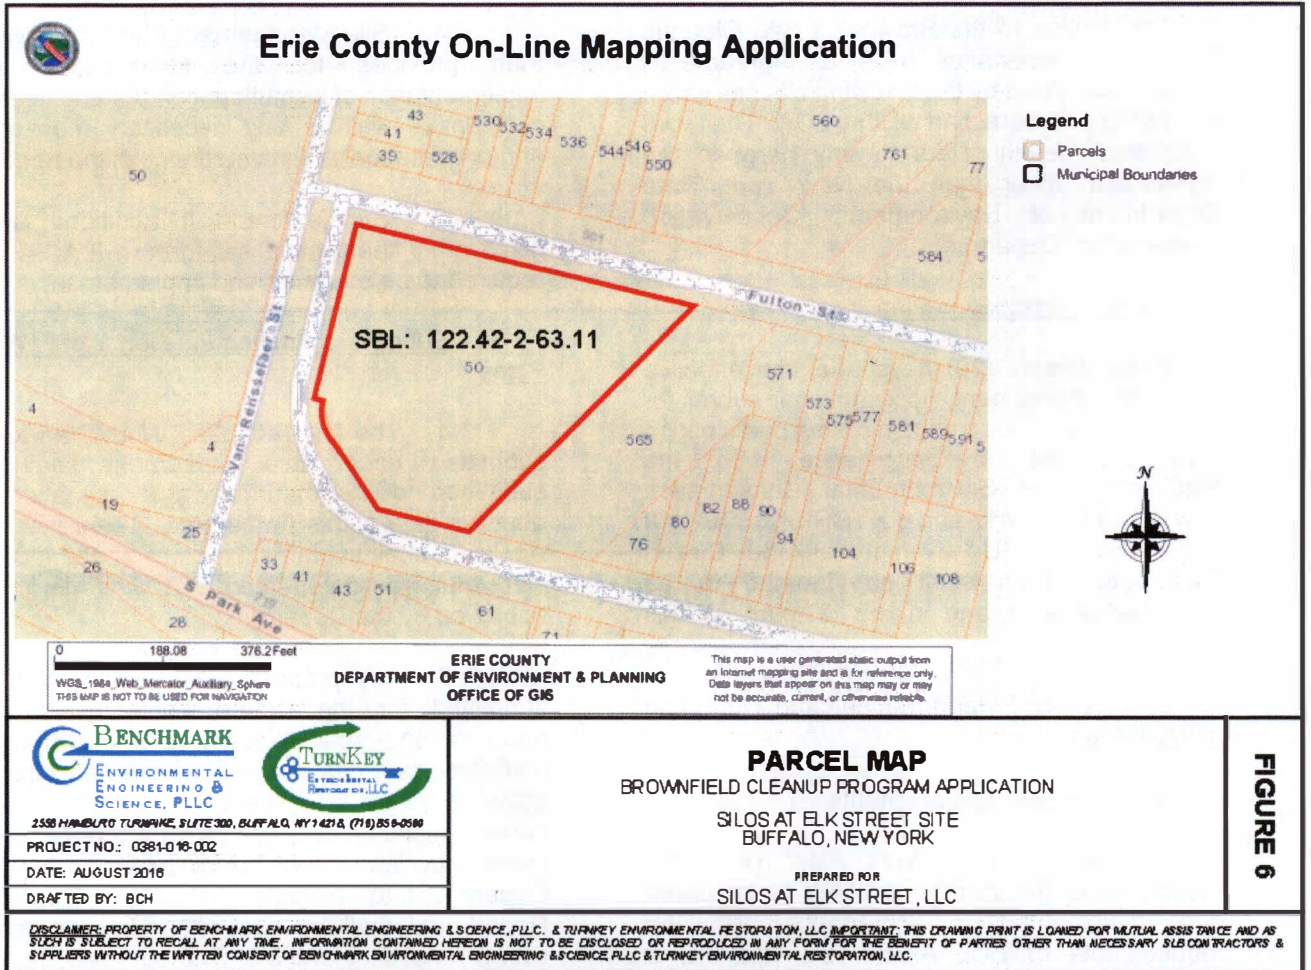 Erie County On-Line Mapping Application
Legend
Parcels
Municipal Boundaries
43
41
39
526
530
532
534
536
544
546
550
560
761
77
50
501
584
5
Fulton St
Van Rensselaer St
SBL: 122.42-2-63.11
50
571
573
575
577
581
589
591
5
565
4
4
19
25
26
28
33
41
43
51
61
71
719
S Park Ave
76
80
82
88
90
94
104
106
108
N
0 188.08 376.2 Feet
WGS_1984_Web_Mercator_Auxiliary_Sphere
THIS MAP IS NOT TO BE USED FOR NAVIGATION
ERIE COUNTY
DEPARTMENT OF ENVIRONMENT & PLANNING
OFFICE OF GIS
This map is a user generated static output from
an Internet mapping site and is for reference only.
Data layers that appear on this map may or may
not be accurate, current, or otherwise reliable.
BENCHMARK
ENVIRONMENTAL
ENGINEERING &
SCIENCE, PLLC
TURNKEY
ENVIRONMENTAL
RESTORATION, LLC
2558 HAMBURG TURNPIKE, SUITE 300, BUFFALO, NY 14218, (716) 856-0599
PROJECT NO.: 0381-016-002
DATE: AUGUST 2016
DRAFTED BY: BCH
PARCEL MAP
BROWNFIELD CLEANUP PROGRAM APPLICATION
SILOS AT ELK STREET SITE
BUFFALO, NEW YORK
PREPARED FOR
SILOS AT ELK STREET, LLC
FIGURE 6
DISCLAIMER: PROPERTY OF BENCHMARK ENVIRONMENTAL ENGINEERING & SCIENCE, PLLC. & TURNKEY ENVIRONMENTAL RESTORATION, LLC IMPORTANT: THIS DRAWING PRINT IS LOANED FOR MUTUAL ASSISTANCE AND AS
SUCH IS SUBJECT TO RECALL AT ANY TIME. INFORMATION CONTAINED HEREON IS NOT TO BE DISCLOSED OR REPRODUCED IN ANY FORM FOR THE BENEFIT OF PARTIES OTHER THAN NECESSARY SUBCONTRACTORS &
SUPPLIERS WITHOUT THE WRITTEN CONSENT OF BENCHMARK ENVIRONMENTAL ENGINEERING & SCIENCE, PLLC & TURNKEY ENVIRONMENTAL RESTORATION, LLC.